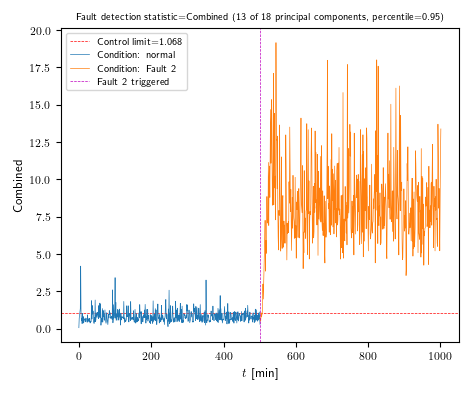 Fault detection statistic=Combined (13 of 18 principal components, percentile=0.95)
Control limit=1.068
Condition: normal
Condition: Fault 2
Fault 2 triggered
20.0
17.5
15.0
12.5
10.0
7.5
5.0
2.5
0.0
Combined
0 200 400 600 800 1000
t [min]